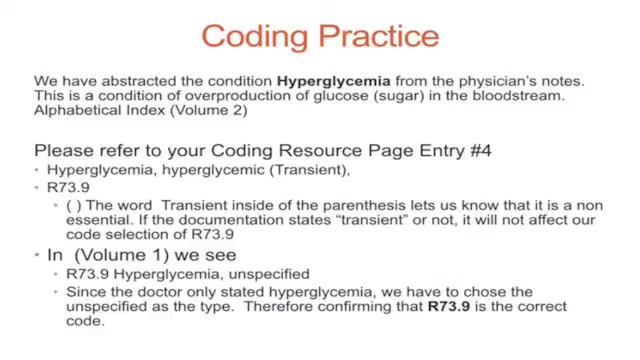 Coding Practice
We have abstracted the condition Hyperglycemia from the physician's notes.
This is a condition of overproduction of glucose (sugar) in the bloodstream.
Alphabetical Index (Volume 2)
Please refer to your Coding Resource Page Entry #4
• Hyperglycemia, hyperglycemic (Transient),
• R73.9
• ( ) The word Transient inside of the parenthesis lets us know that it is a non
essential. If the documentation states "transient" or not, it will not affect our
code selection of R73.9
• In (Volume 1) we see
• R73.9 Hyperglycemia, unspecified
• Since the doctor only stated hyperglycemia, we have to chose the
unspecified as the type. Therefore confirming that R73.9 is the correct
code.